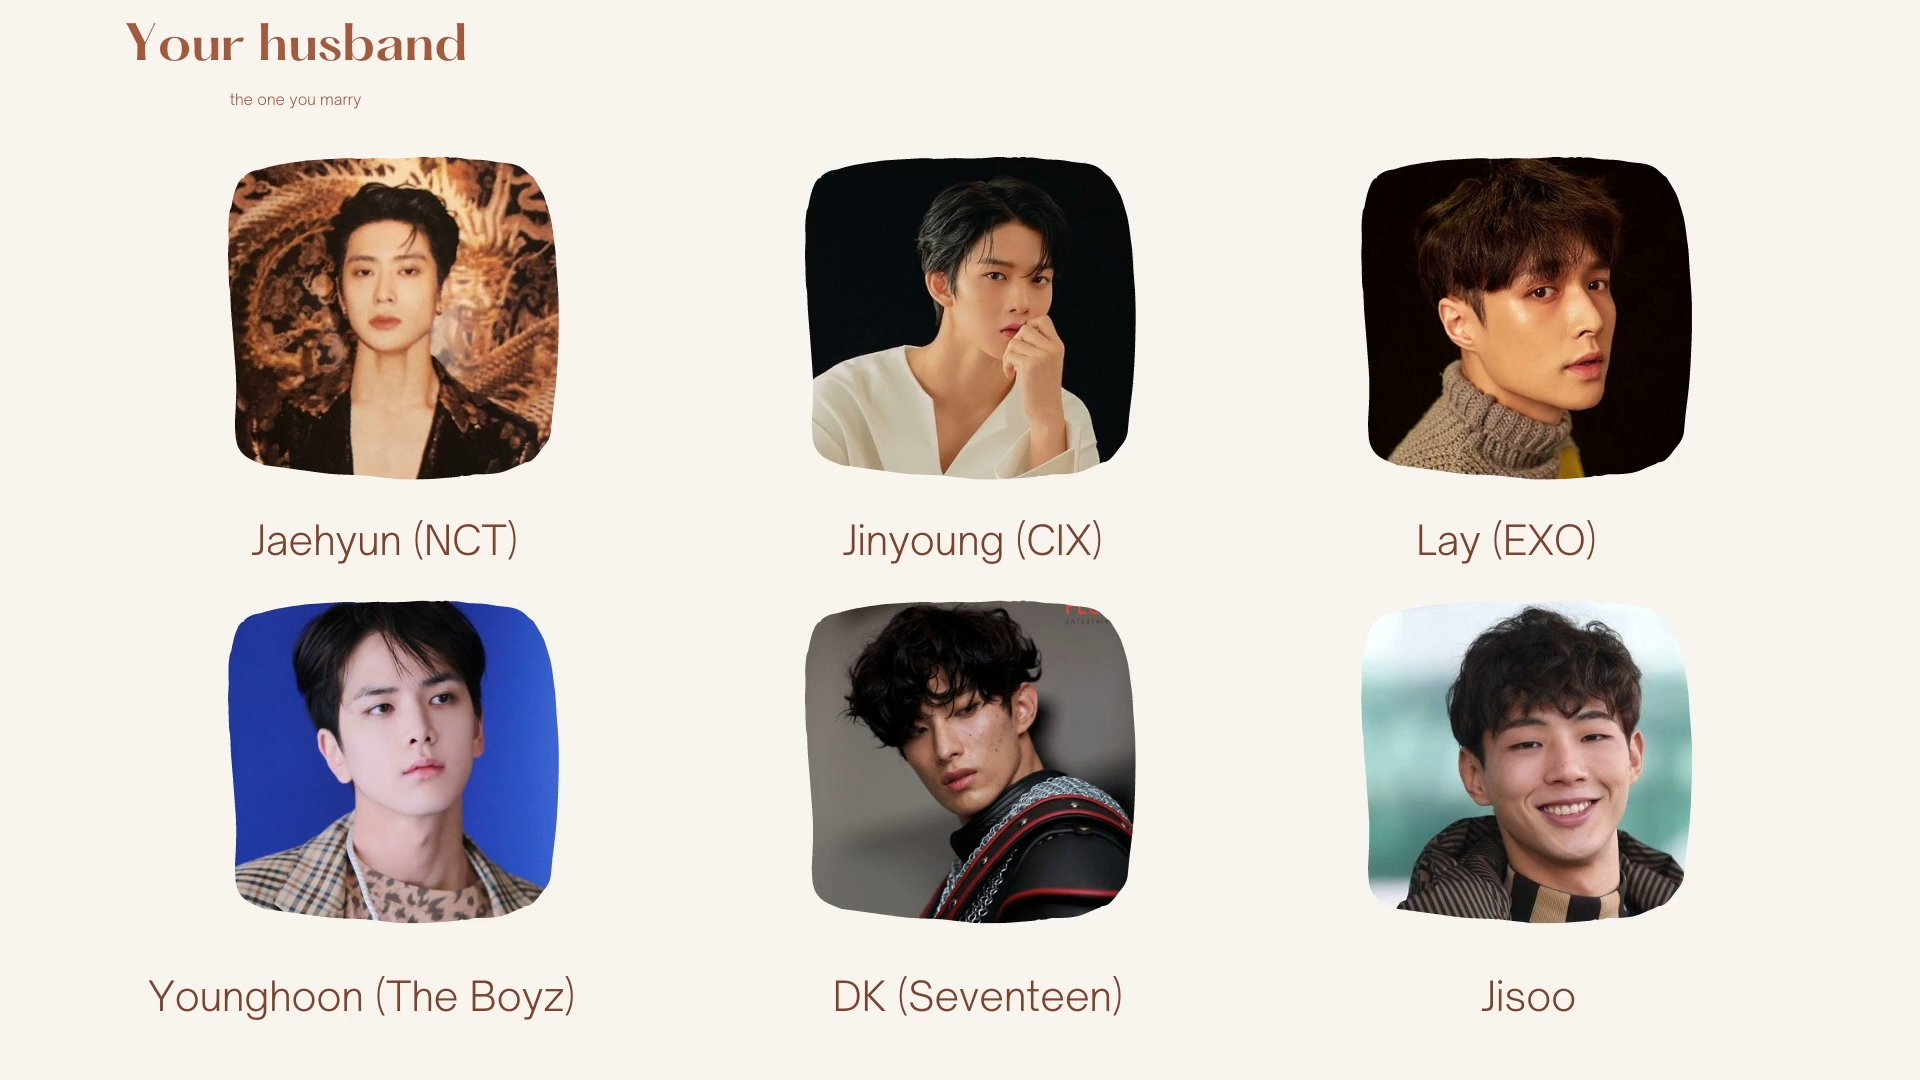 Your husband
the one you marry
Jaehyun (NCT)
Jinyoung (CIX)
Lay (EXO)
Younghoon (The Boyz)
DK (Seventeen)
Jisoo